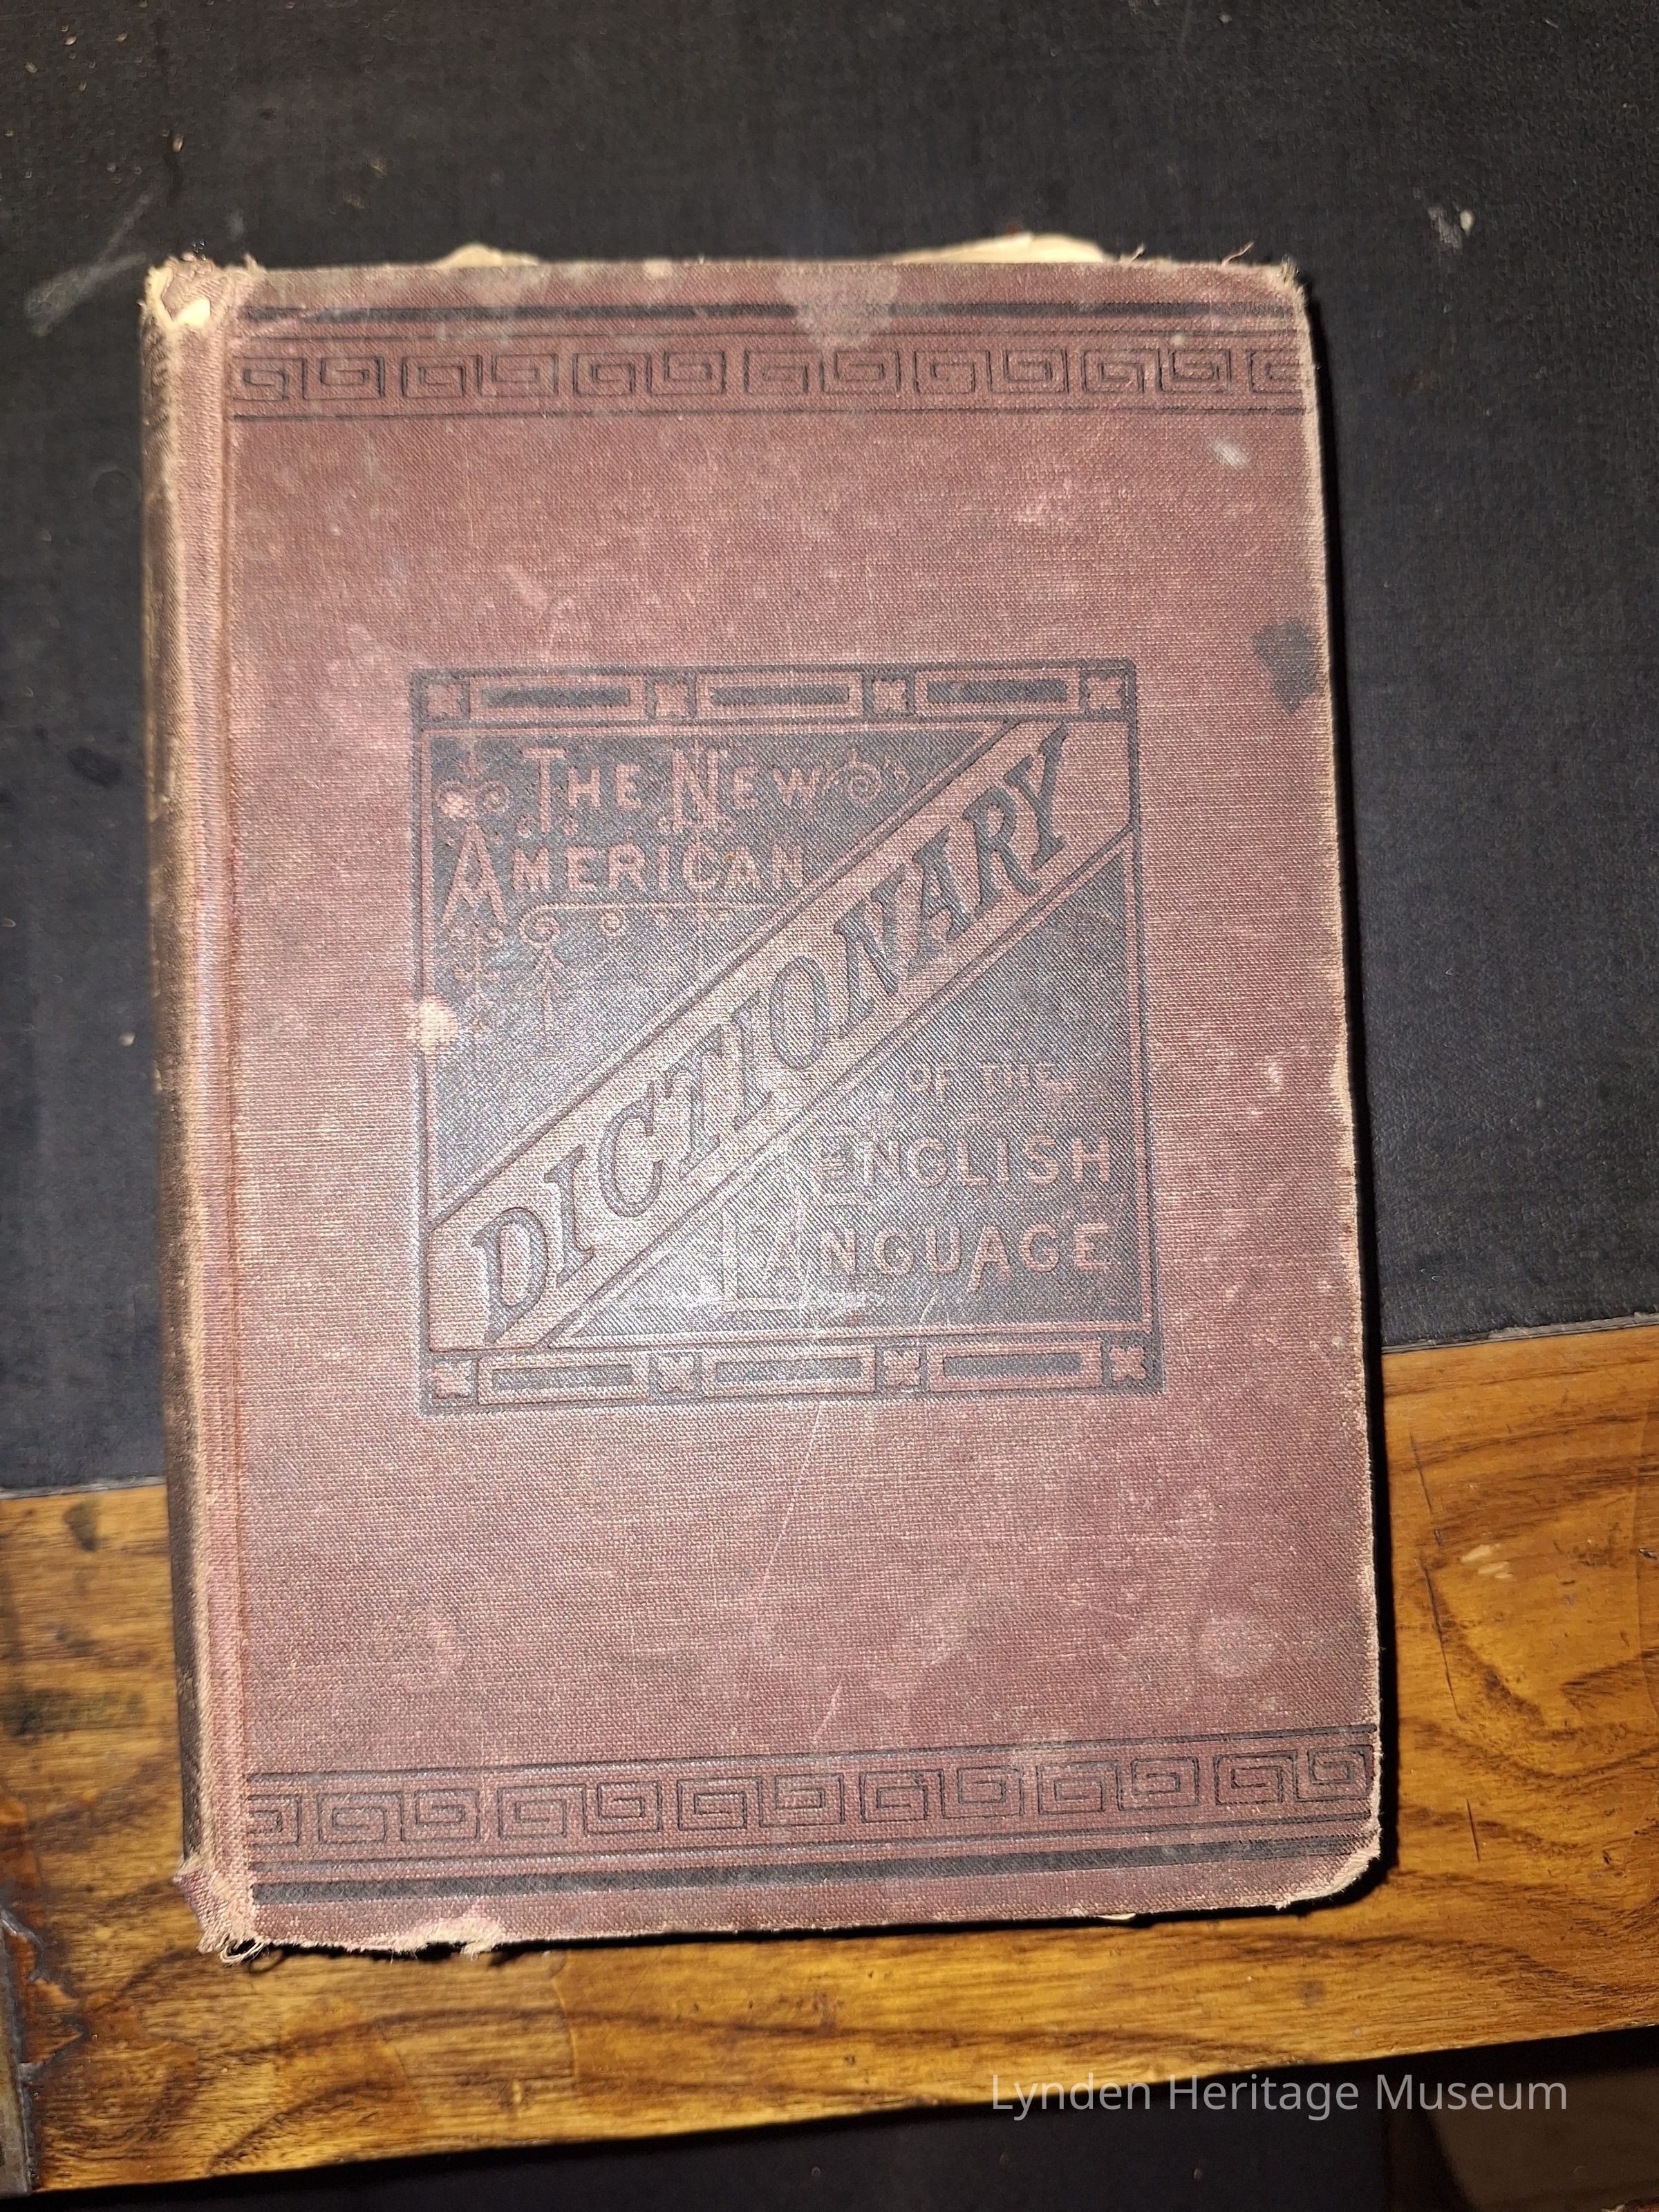 THE NEW
AMERICAN
DICTIONARY
OF THE
ENGLISH
LANGUAGE
Lynden Heritage Museum